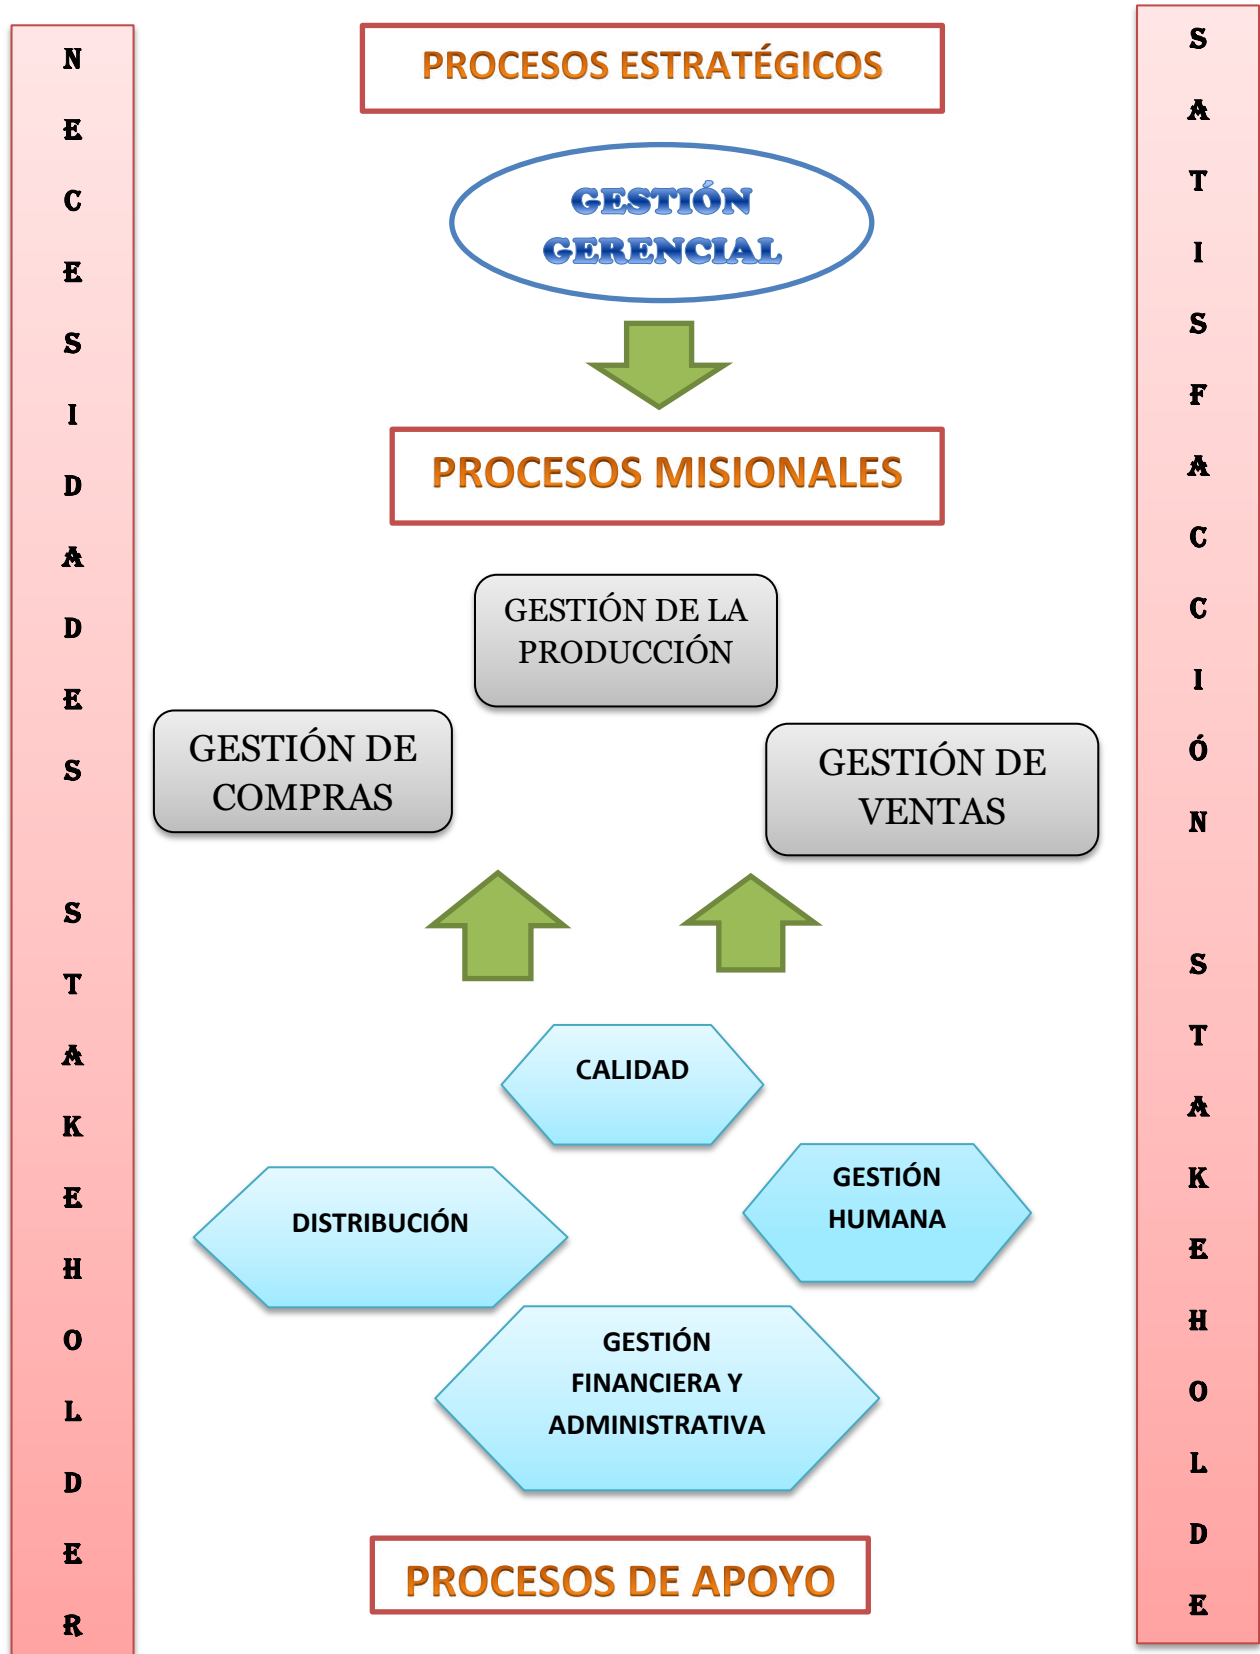 NECESIDADES STAKEHOLDER
PROCESOS ESTRATÉGICOS
GESTIÓN
GERENCIAL
PROCESOS MISIONALES
GESTIÓN DE LA
PRODUCCIÓN
GESTIÓN DE
COMPRAS
GESTIÓN DE
VENTAS
CALIDAD
DISTRIBUCIÓN
GESTIÓN
HUMANA
GESTIÓN
FINANCIERA Y
ADMINISTRATIVA
PROCESOS DE APOYO
SATISFACCIÓN STAKEHOLDE